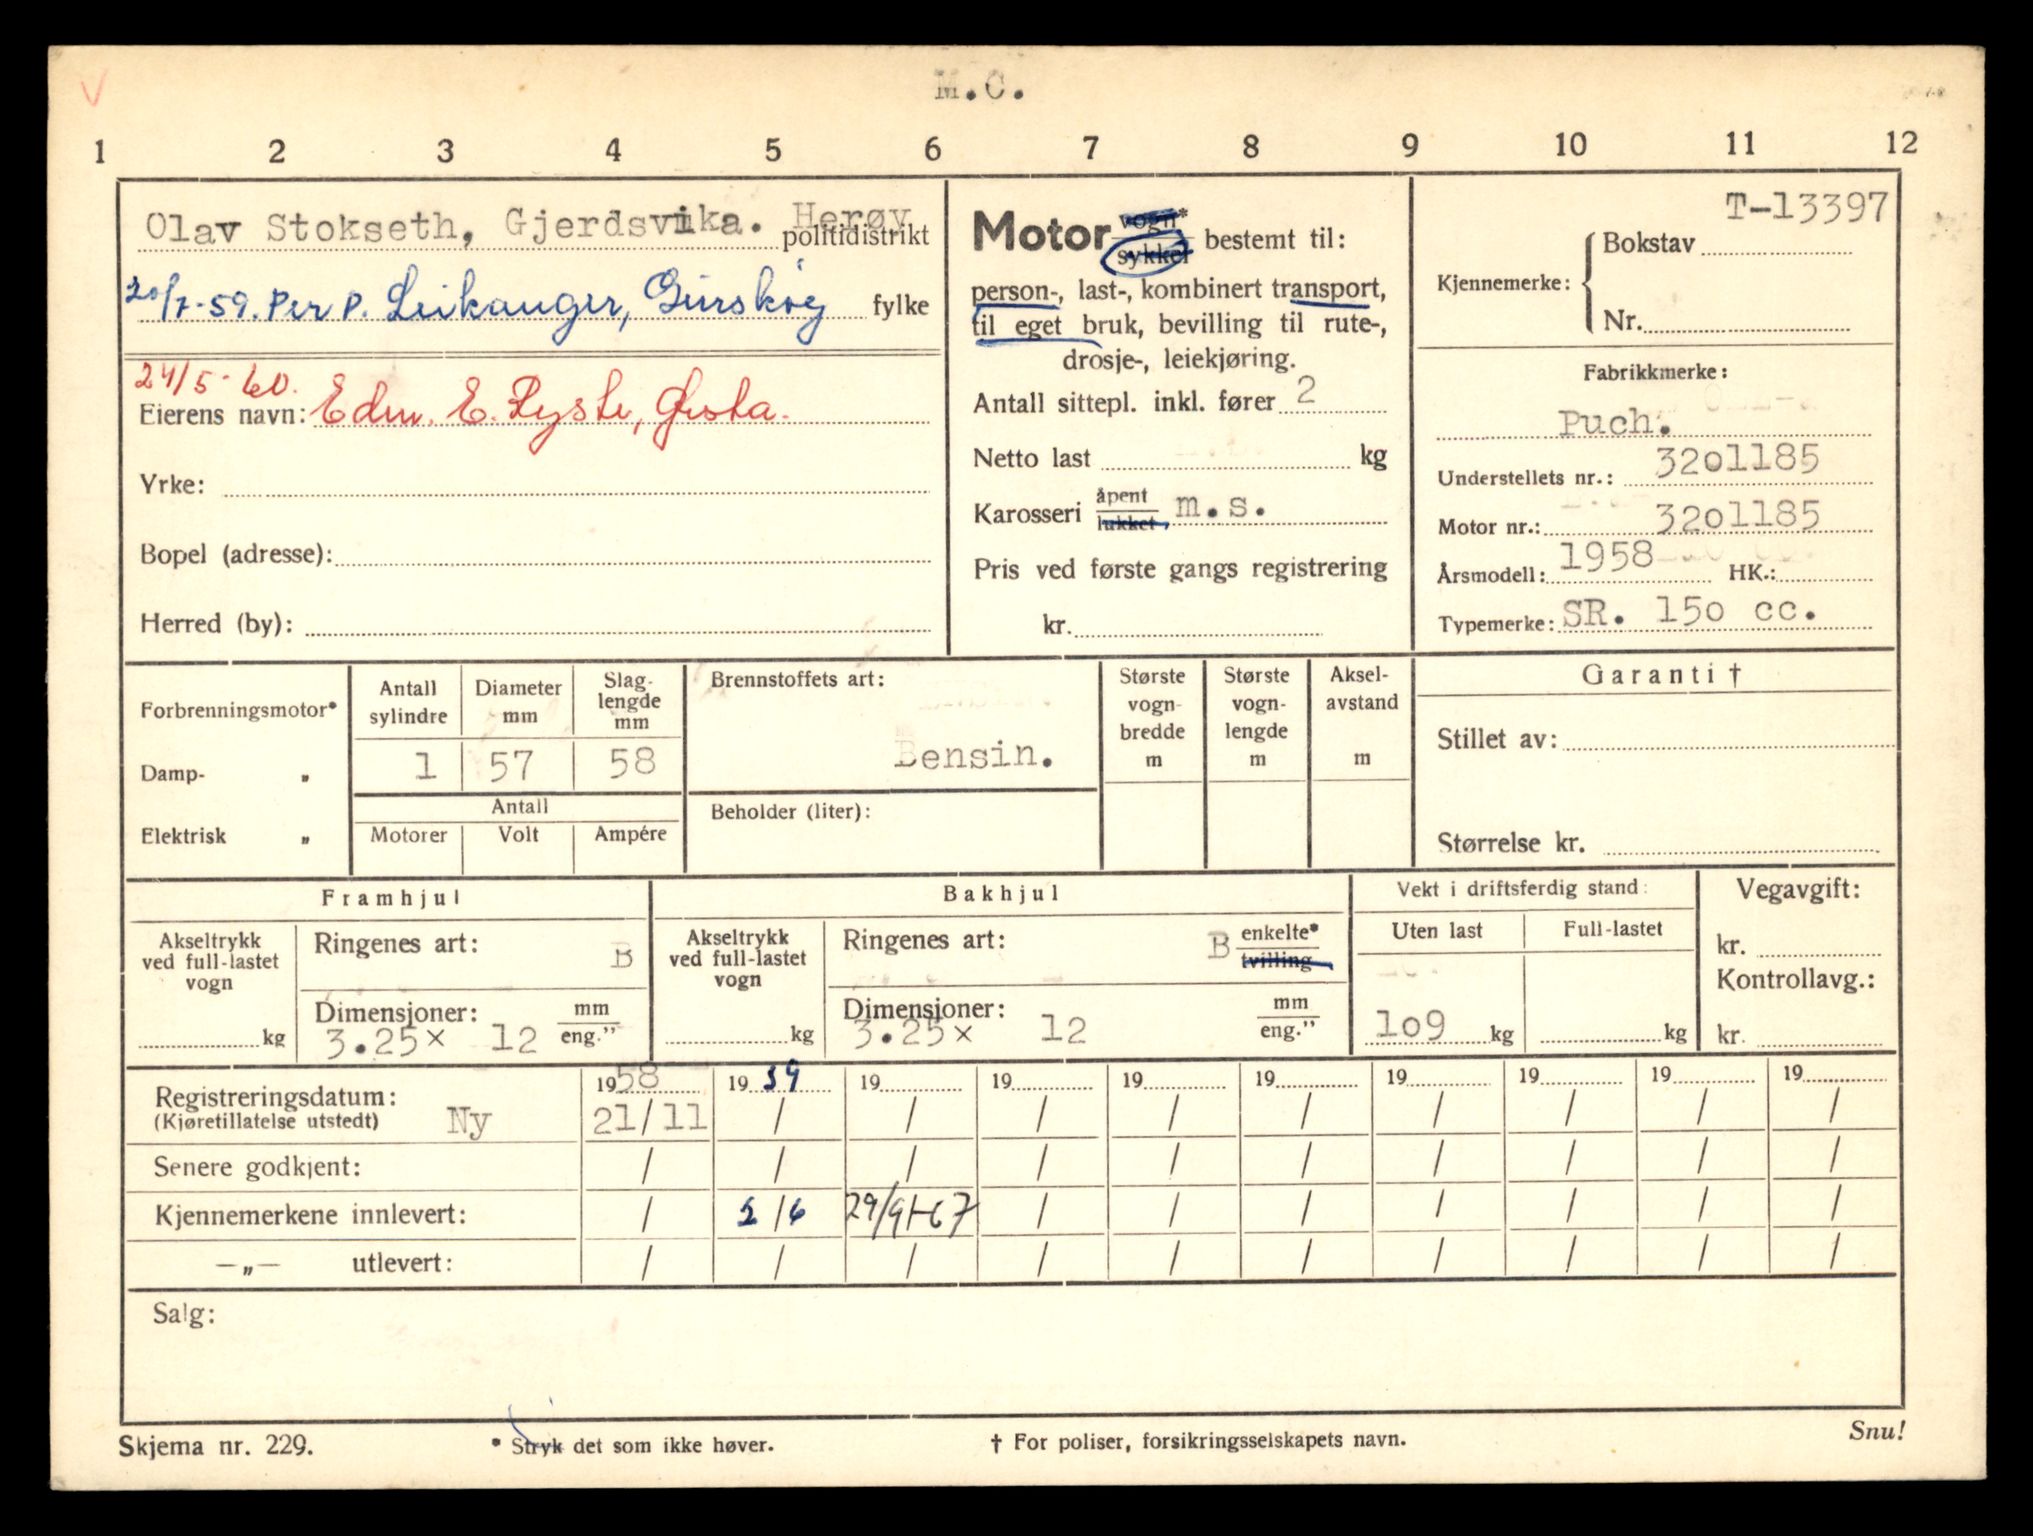 M.C.
1 2 3 4 5 6 7 8 9 10 11 12
Olav Stokseth, Gjerdsvika. Herøy
politidistrikt
20/7-59. Per P. Leikanger, Gurskøy fylke
24/5-60.
Eierens navn: Edm. E. Ryste, Ørsta.
Yrke:
Bopel (adresse):
Herred (by):
Motor vogn* sykkel bestemt til:
person-, last-, kombinert transport,
til eget bruk, bevilling til rute-,
drosje-, leiekjøring.
Antall sittepl. inkl. fører 2
Netto last kg
Karosseri åpent lukket, m.s.
Pris ved første gangs registrering
kr.
T-13397
Kjennemerke: Bokstav
Nr.
Fabrikkmerke:
Puch.
Understellets nr.: 3201185
Motor nr.: 3201185
Årsmodell: 1958 HK.:
Typemerke: SR. 150 cc.
Forbrenningsmotor*
Damp- „
Elektrisk „
Antall sylindre
Diameter mm
Slag-lengde mm
1 57 58
Antall
Motorer Volt Ampére
Brennstoffets art:
Bensin.
Beholder (liter):
Største vogn-bredde m
Største vogn-lengde m
Aksel-avstand m
Garanti †
Stillet av:
Størrelse kr.
Framhjul
Akseltrykk ved full-lastet vogn
kg
Ringenes art: B
Dimensjoner: mm
3.25x 12 eng."
Bakhjul
Akseltrykk ved full-lastet vogn
kg
Ringenes art: B enkelte* tvilling
Dimensjoner: mm
3.25x 12 eng."
Vekt i driftsferdig stand:
Uten last Full-lastet
109 kg kg
Vegavgift:
kr.
Kontrollavg.:
kr.
1958 1959 19 19 19 19 19 19 19 19
Registreringsdatum:
(Kjøretillatelse utstedt) Ny 21/11 / / / / / / / / /
Senere godkjent: / / / / / / / / / /
Kjennemerkene innlevert: / 2/6 29/9-67 / / / / / / /
—„— utlevert: / / / / / / / / / /
Salg:
Skjema nr. 229.
* Stryk det som ikke høver.
† For poliser, forsikringsselskapets navn.
Snu!